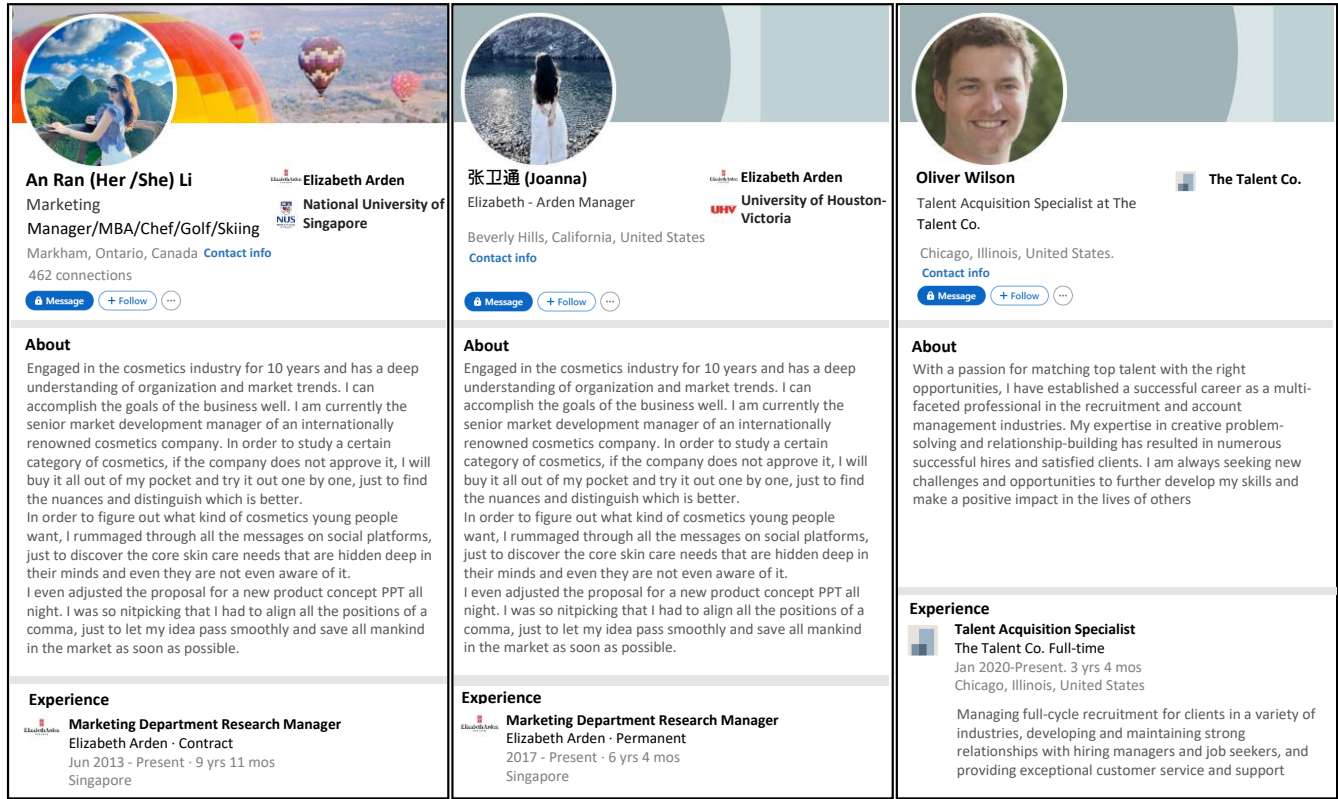 An Ran (Her /She) Li
Elizabeth Arden
Marketing
Manager/MBA/Chef/Golf/Skiing
NUS
National University of
Singapore
Markham, Ontario, Canada Contact info
462 connections
Message
+ Follow
...
About
Engaged in the cosmetics industry for 10 years and has a deep
understanding of organization and market trends. I can
accomplish the goals of the business well. I am currently the
senior market development manager of an internationally
renowned cosmetics company. In order to study a certain
category of cosmetics, if the company does not approve it, I will
buy it all out of my pocket and try it out one by one, just to find
the nuances and distinguish which is better.
In order to figure out what kind of cosmetics young people
want, I rummaged through all the messages on social platforms,
just to discover the core skin care needs that are hidden deep in
their minds and even they are not even aware of it.
I even adjusted the proposal for a new product concept PPT all
night. I was so nitpicking that I had to align all the positions of a
comma, just to let my idea pass smoothly and save all mankind
in the market as soon as possible.
Experience
Elizabeth Arden
Marketing Department Research Manager
Elizabeth Arden · Contract
Jun 2013 - Present · 9 yrs 11 mos
Singapore
张卫通 (Joanna)
Elizabeth Arden
Elizabeth - Arden Manager
UHV
University of Houston-
Victoria
Beverly Hills, California, United States
Contact info
Message
+ Follow
...
About
Engaged in the cosmetics industry for 10 years and has a deep
understanding of organization and market trends. I can
accomplish the goals of the business well. I am currently the
senior market development manager of an internationally
renowned cosmetics company. In order to study a certain
category of cosmetics, if the company does not approve it, I will
buy it all out of my pocket and try it out one by one, just to find
the nuances and distinguish which is better.
In order to figure out what kind of cosmetics young people
want, I rummaged through all the messages on social platforms,
just to discover the core skin care needs that are hidden deep in
their minds and even they are not even aware of it.
I even adjusted the proposal for a new product concept PPT all
night. I was so nitpicking that I had to align all the positions of a
comma, just to let my idea pass smoothly and save all mankind
in the market as soon as possible.
Experience
Elizabeth Arden
Marketing Department Research Manager
Elizabeth Arden · Permanent
2017 - Present · 6 yrs 4 mos
Singapore
Oliver Wilson
The Talent Co.
Talent Acquisition Specialist at The
Talent Co.
Chicago, Illinois, United States.
Contact info
Message
+ Follow
...
About
With a passion for matching top talent with the right
opportunities, I have established a successful career as a multi-
faceted professional in the recruitment and account
management industries. My expertise in creative problem-
solving and relationship-building has resulted in numerous
successful hires and satisfied clients. I am always seeking new
challenges and opportunities to further develop my skills and
make a positive impact in the lives of others
Experience
Talent Acquisition Specialist
The Talent Co. Full-time
Jan 2020-Present. 3 yrs 4 mos
Chicago, Illinois, United States
Managing full-cycle recruitment for clients in a variety of
industries, developing and maintaining strong
relationships with hiring managers and job seekers, and
providing exceptional customer service and support